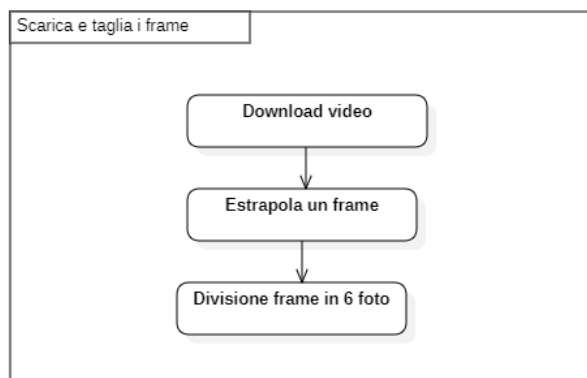 Scarica e taglia i frame
Download video
Estrapola un frame
Divisione frame in 6 foto